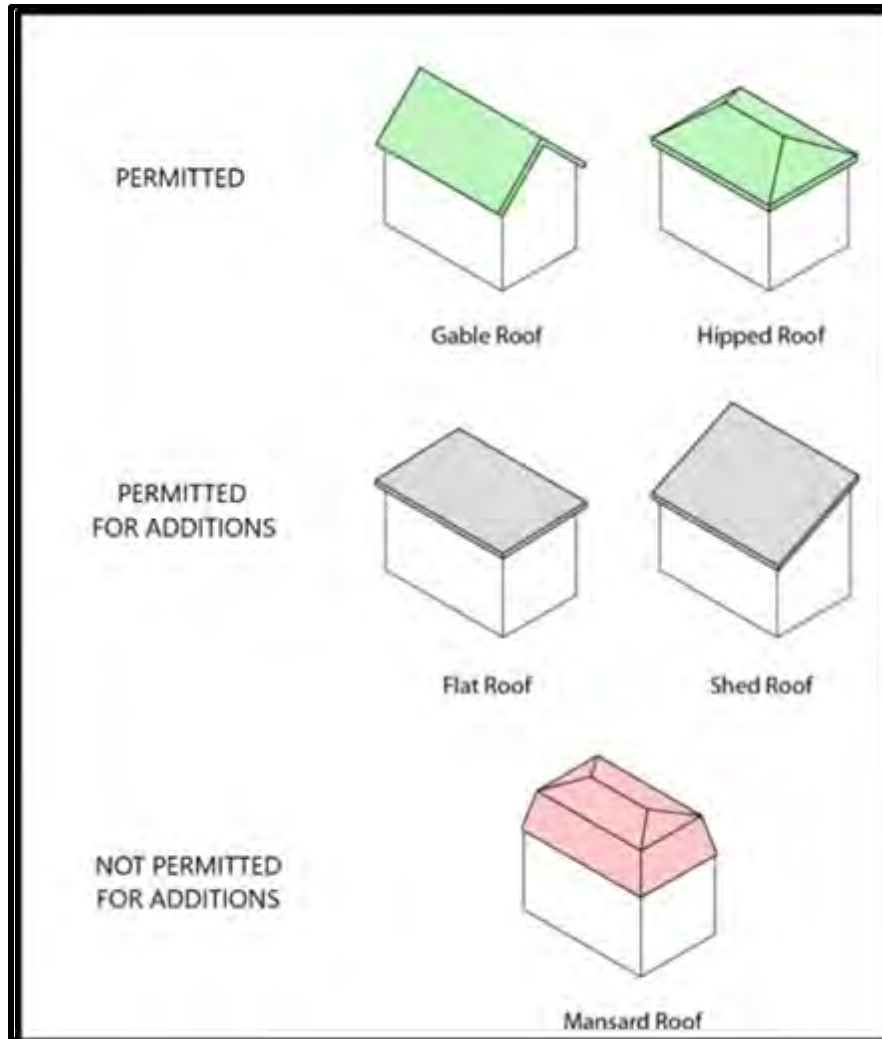 PERMITTED
Gable Roof
Hipped Roof
PERMITTED
FOR ADDITIONS
Flat Roof
Shed Roof
NOT PERMITTED
FOR ADDITIONS
Mansard Roof